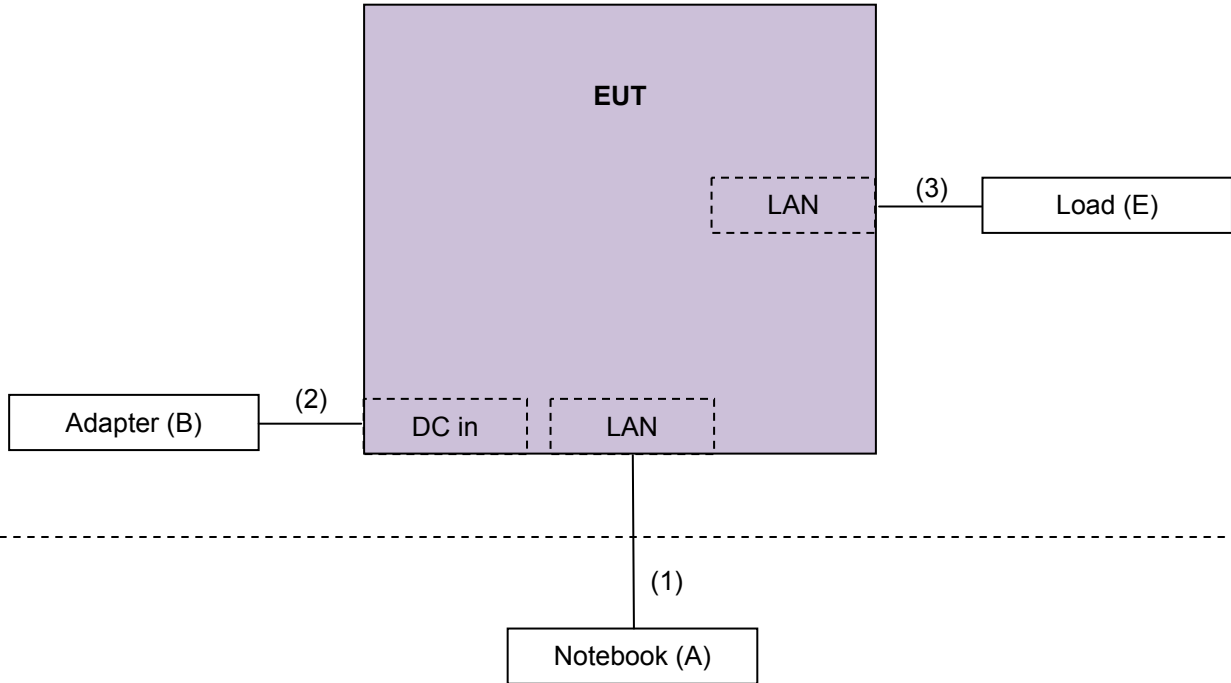 EUT
LAN
(3)
Load (E)
Adapter (B)
(2)
DC in
LAN
(1)
Notebook (A)